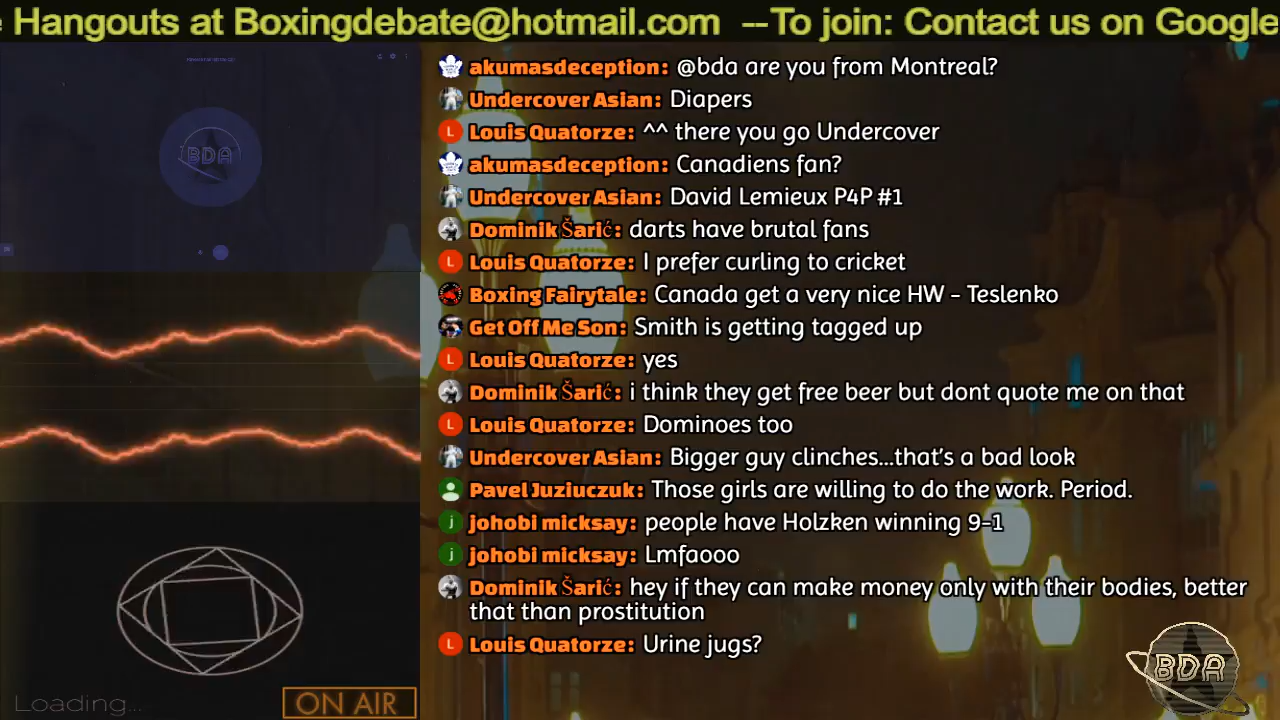 Hangouts at Boxingdebate@hotmail.com --To join: Contact us on Google
BDA
akumasdeception: @bda are you from Montreal?
Undercover Asian: Diapers
Louis Quatorze: ^^ there you go Undercover
akumasdeception: Canadiens fan?
Undercover Asian: David Lemieux P4P #1
Dominik Šarić: darts have brutal fans
Louis Quatorze: I prefer curling to cricket
Boxing Fairytale: Canada get a very nice HW - Teslenko
Get Off Me Son: Smith is getting tagged up
Louis Quatorze: yes
Dominik Šarić: i think they get free beer but dont quote me on that
Louis Quatorze: Dominoes too
Undercover Asian: Bigger guy clinches...that's a bad look
Pavel Juziuczuk: Those girls are willing to do the work. Period.
johobi micksay: people have Holzken winning 9-1
johobi micksay: Lmfaooo
Dominik Šarić: hey if they can make money only with their bodies, better
that than prostitution
Louis Quatorze: Urine jugs?
BDA
Loading...
ON AIR